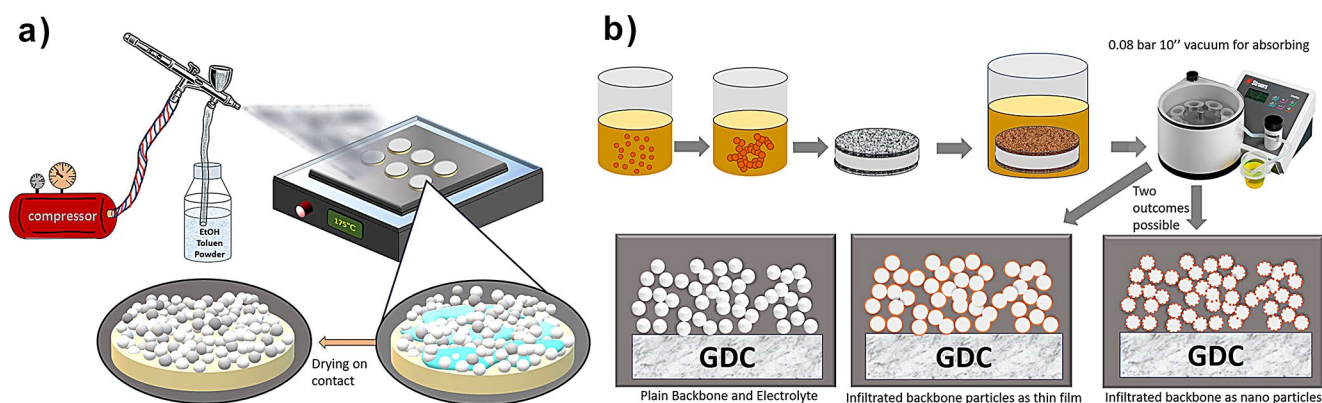 a)
compressor
EtOH
Toluen
Powder
175°C
Drying on
contact
b)
0.08 bar 10’’ vacuum for absorbing
Struers
Two
outcomes
possible
GDC
Plain Backbone and Electrolyte
GDC
Infiltrated backbone particles as thin film
GDC
Infiltrated backbone as nano particles